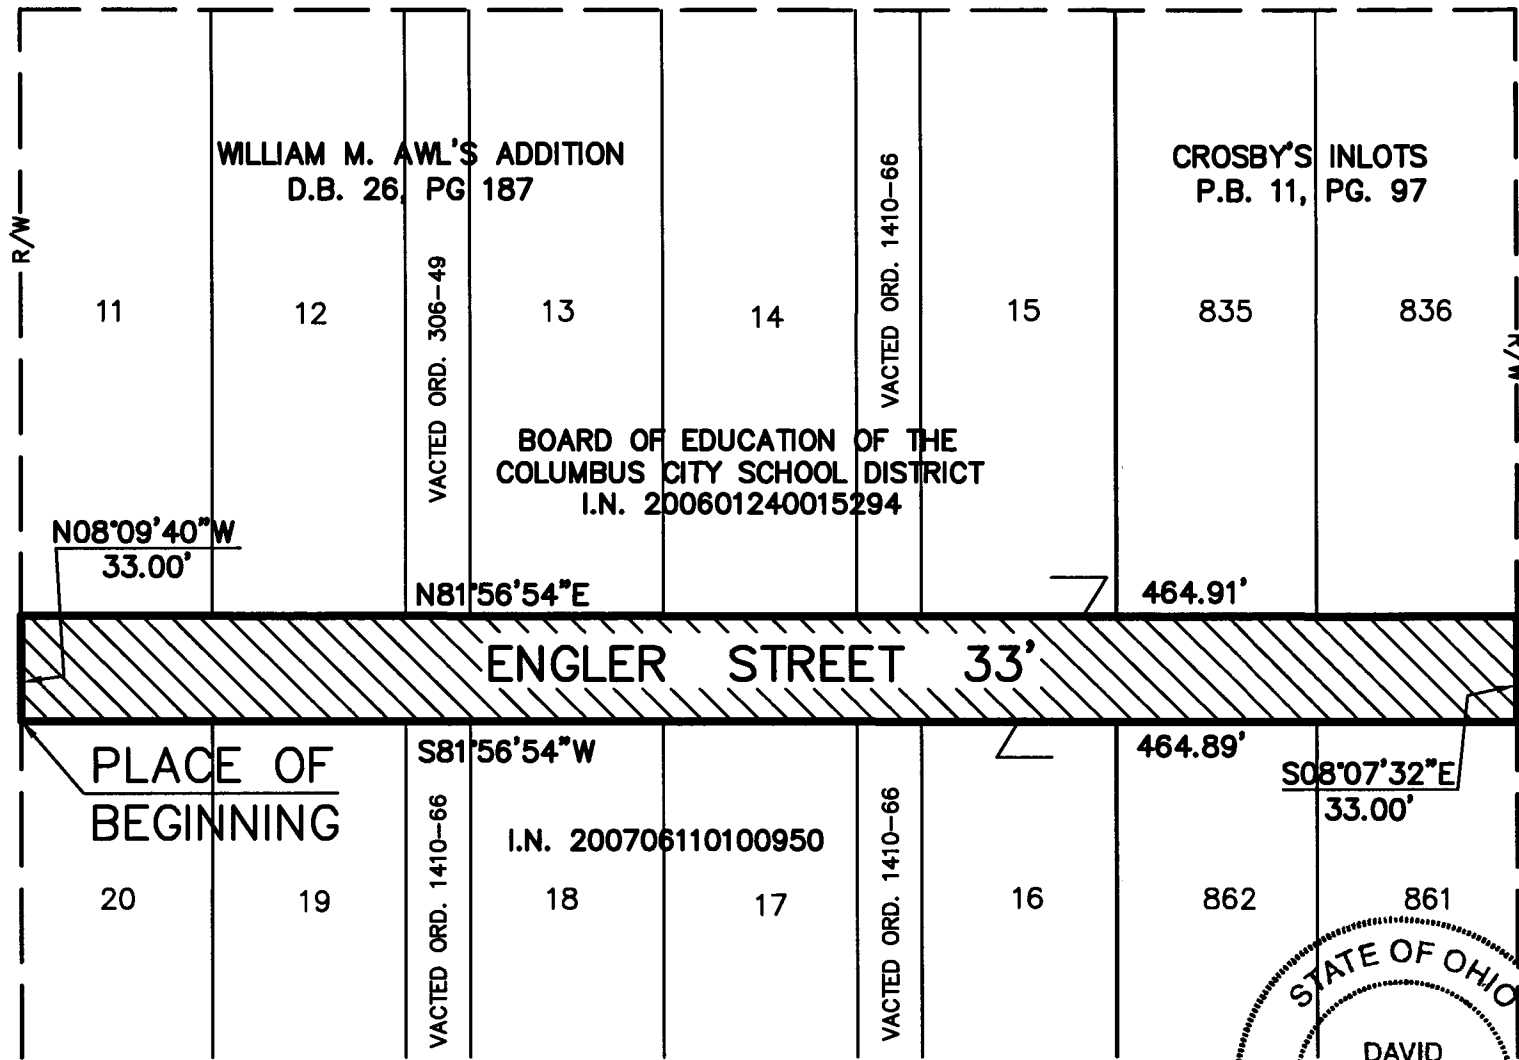 WILLIAM M. AWL'S ADDITION
D.B. 26, PG 187
CROSBY'S INLOTS
P.B. 11, PG. 97
R/W
R/W
11
12
VACTED ORD. 306-49
13
14
VACTED ORD. 1410-66
15
835
836
BOARD OF EDUCATION OF THE
COLUMBUS CITY SCHOOL DISTRICT
I.N. 200601240015294
N08°09'40"W
33.00'
N81°56'54"E
464.91'
ENGLER STREET 33'
S81°56'54"W
464.89'
S08°07'32"E
33.00'
PLACE OF
BEGINNING
I.N. 200706110100950
20
19
VACTED ORD. 1410-66
18
17
VACTED ORD. 1410-66
16
862
861
STATE OF OHIO
DAVID